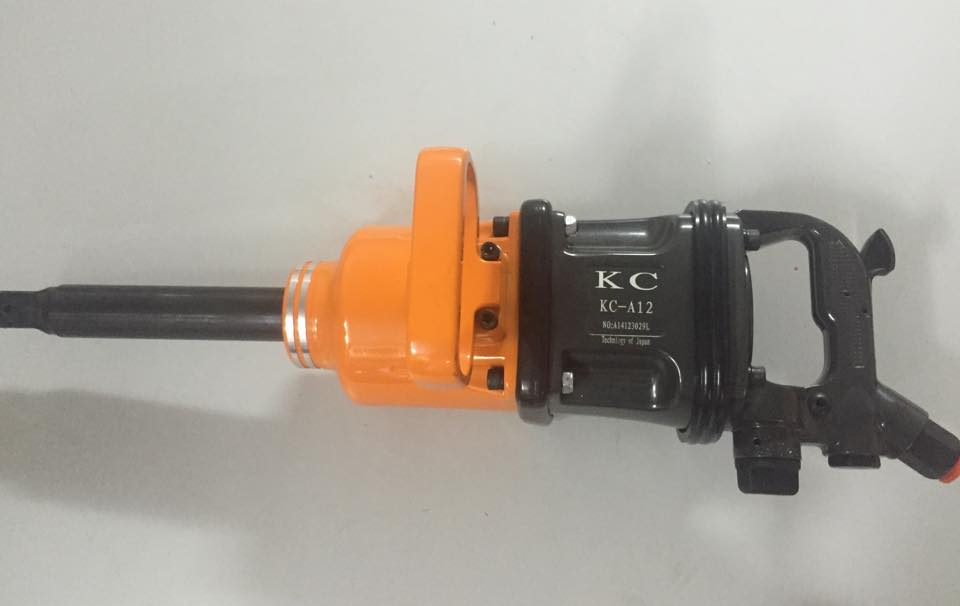 KC
KC-A12
NO:A14123029L
Technology of Japan